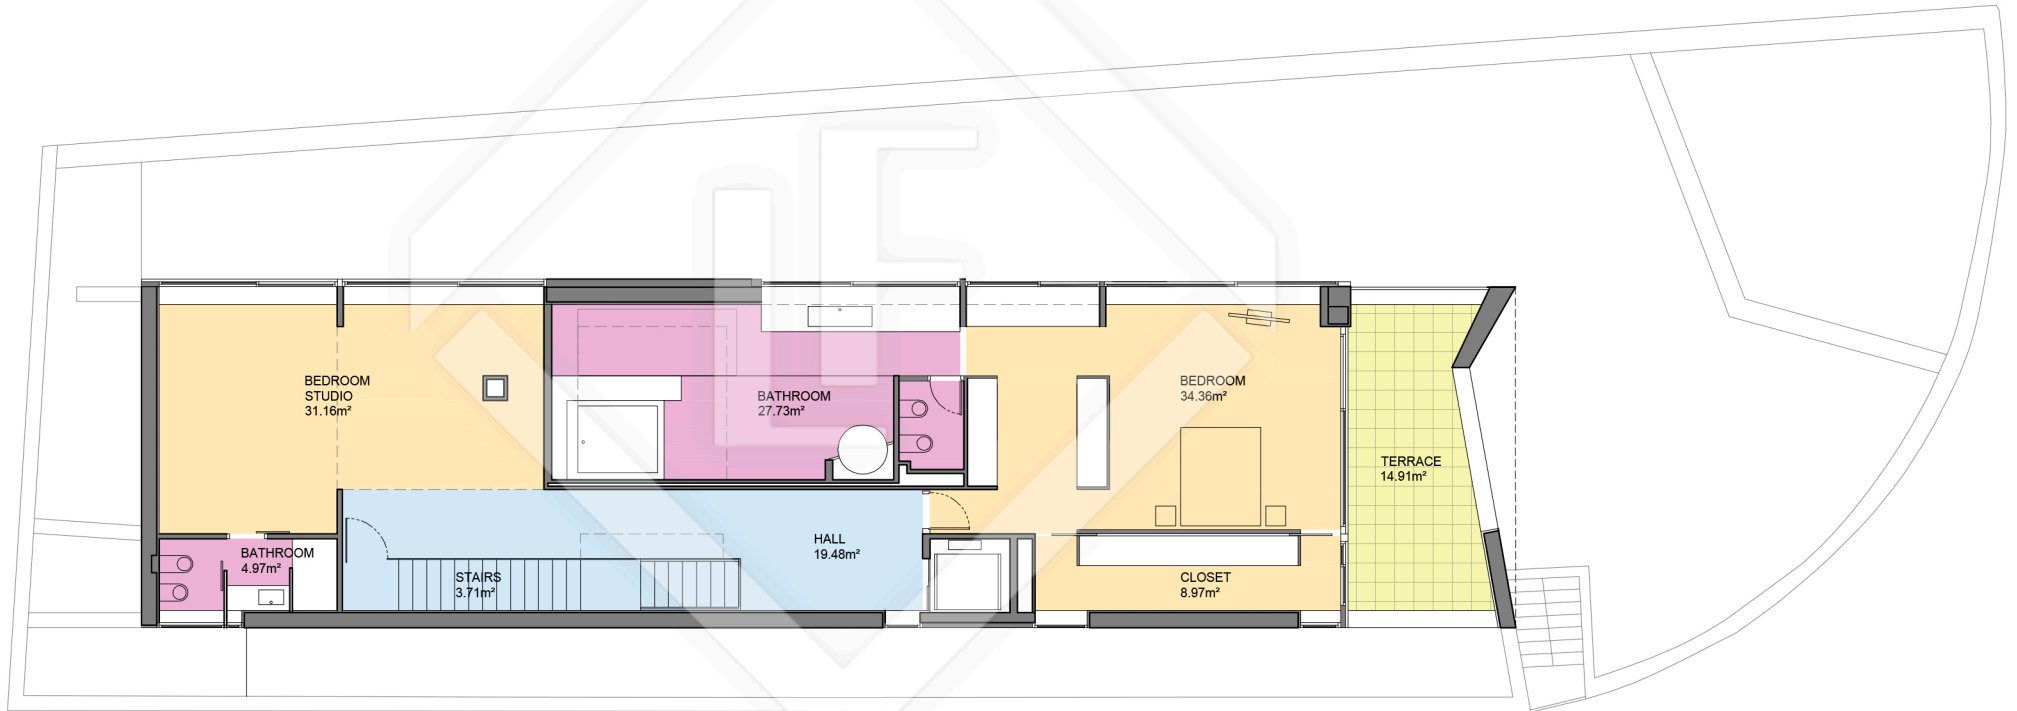 BEDROOM
STUDIO
31.16m²
BATHROOM
27.73m²
BEDROOM
34.36m²
TERRACE
14.91m²
BATHROOM
4.97m²
HALL
19.48m²
STAIRS
3.71m²
CLOSET
8.97m²